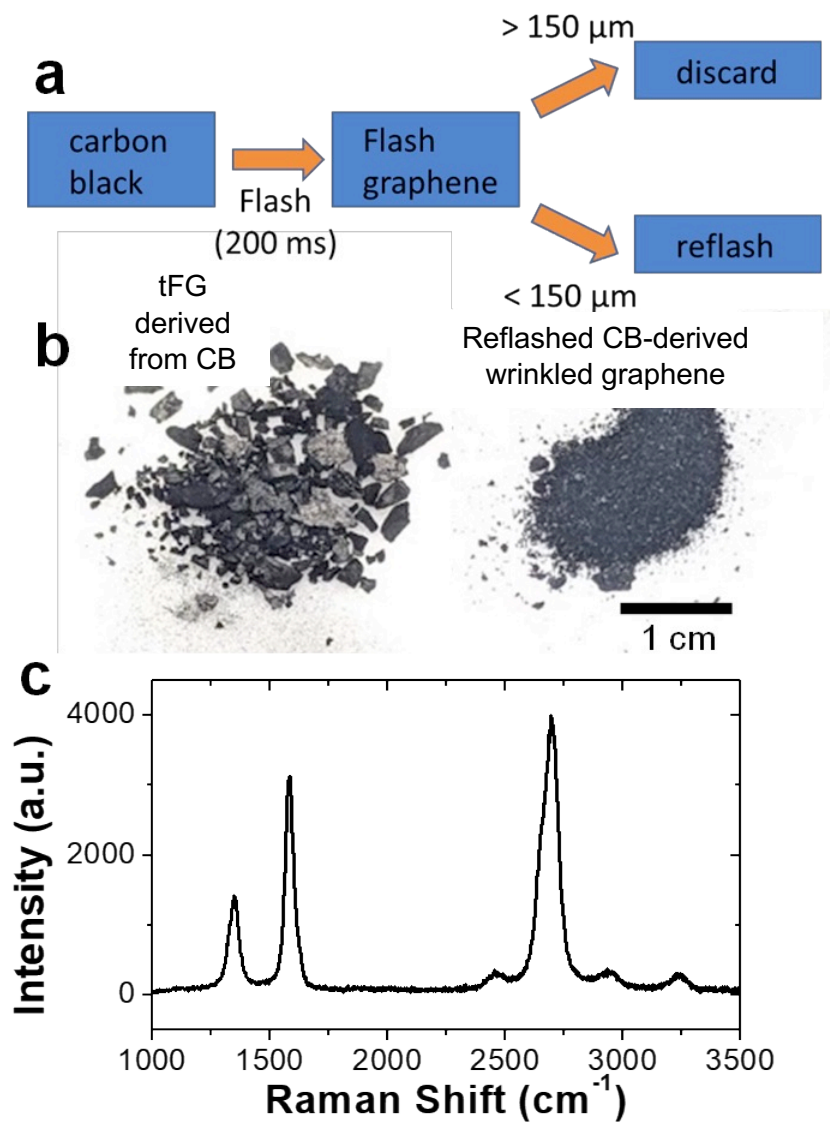 a
carbon
black
Flash
(200 ms)
Flash
graphene
> 150 μm
discard
< 150 μm
reflash
b
tFG
derived
from CB
Reflashed CB-derived
wrinkled graphene
1 cm
c
Intensity (a.u.)
4000
2000
0
1000
1500
2000
2500
3000
3500
Raman Shift (cm⁻¹)